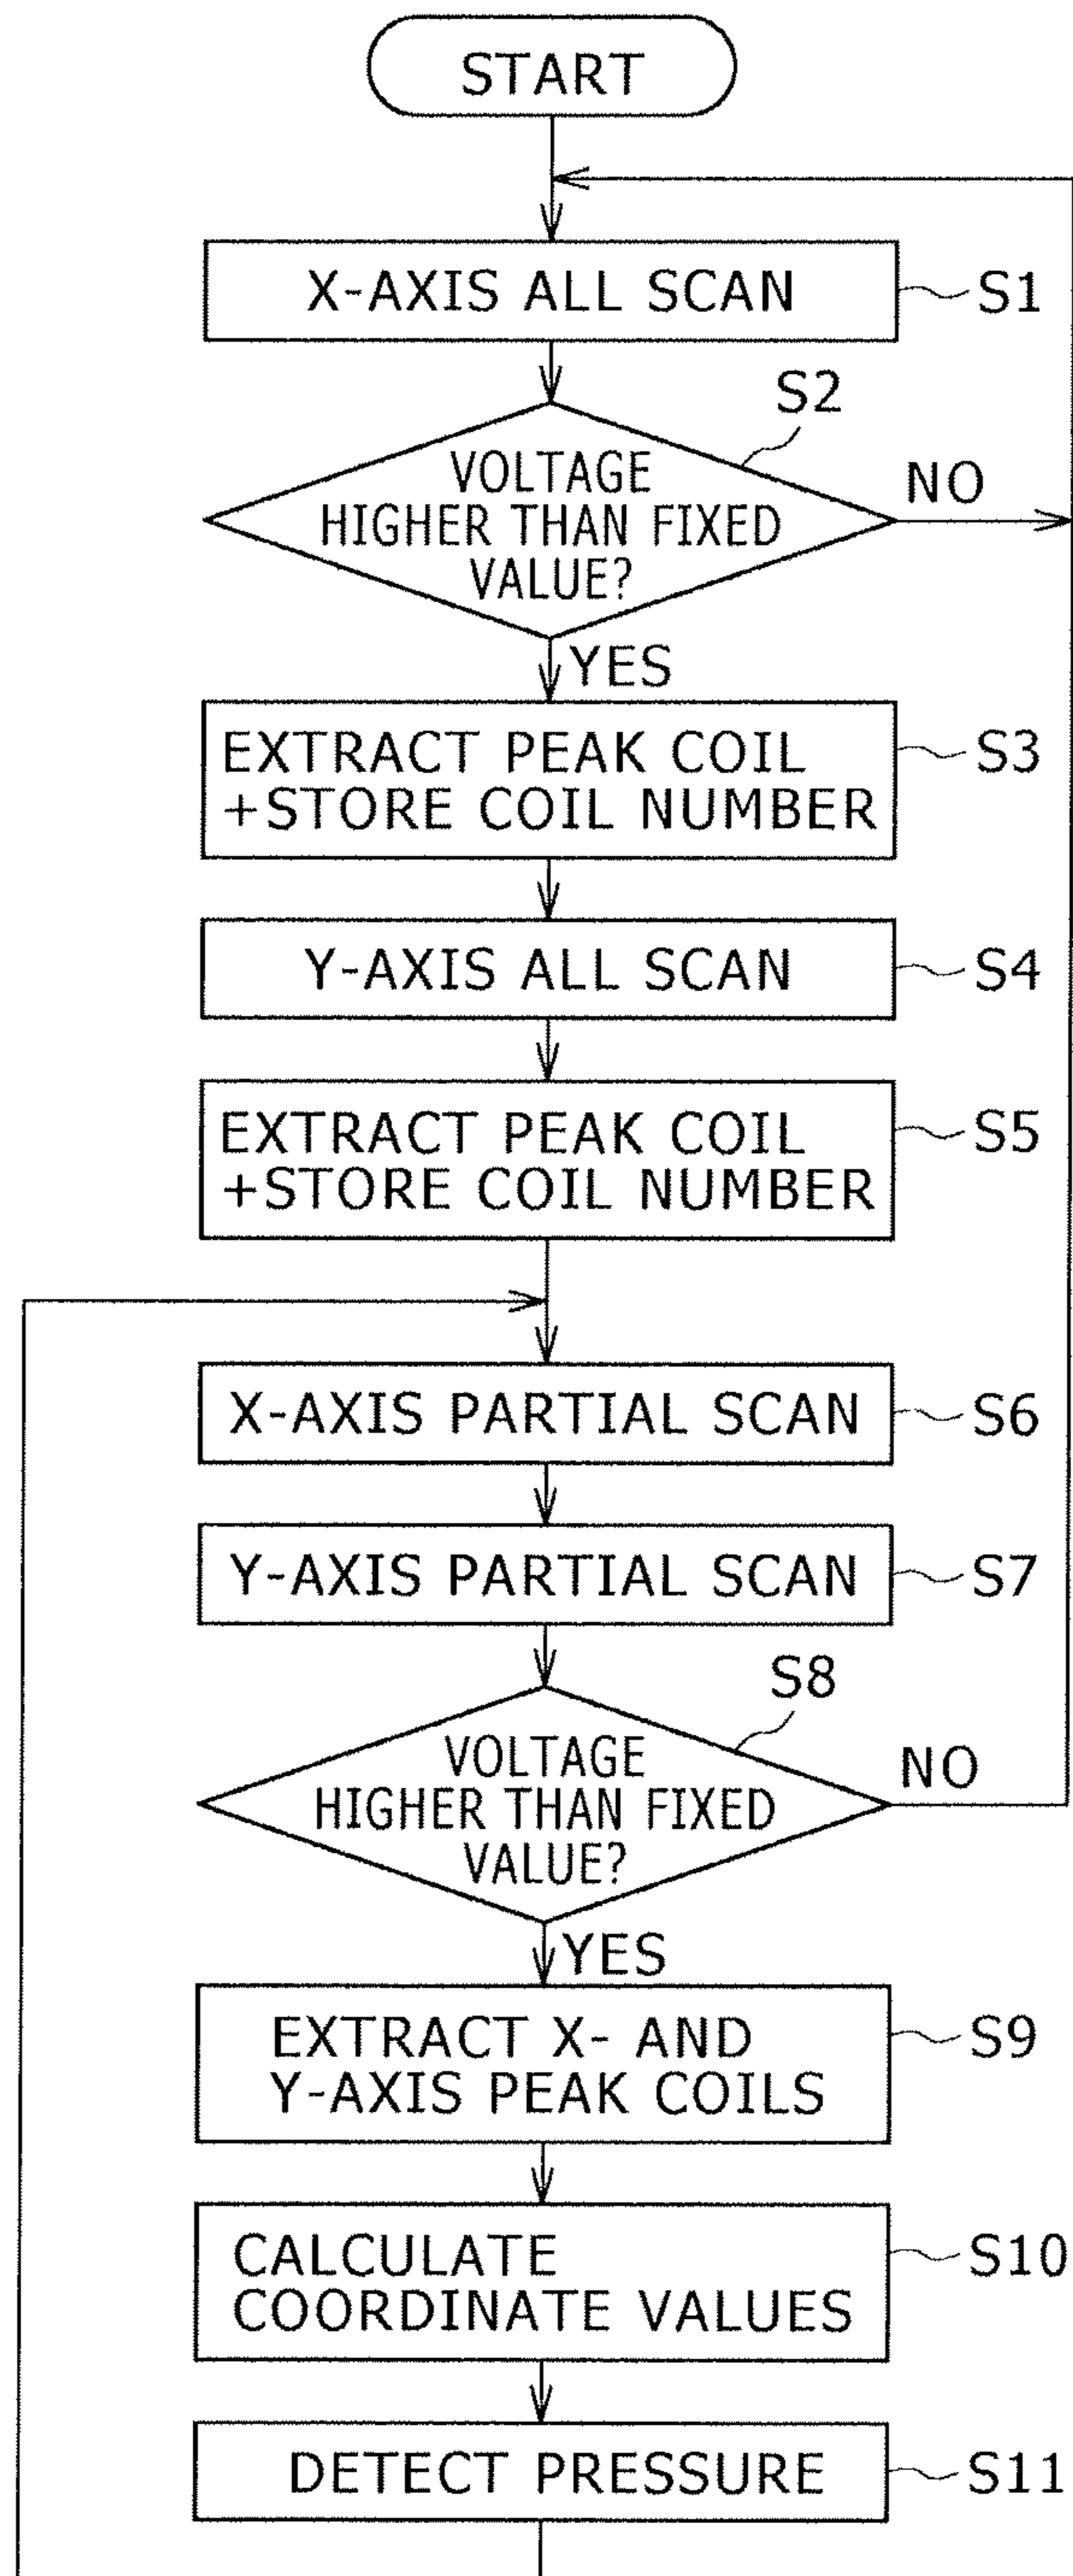 START
X-AXIS ALL SCAN
S1
S2
VOLTAGE
HIGHER THAN FIXED
VALUE?
NO
YES
EXTRACT PEAK COIL
+STORE COIL NUMBER
S3
Y-AXIS ALL SCAN
S4
EXTRACT PEAK COIL
+STORE COIL NUMBER
S5
X-AXIS PARTIAL SCAN
S6
Y-AXIS PARTIAL SCAN
S7
S8
VOLTAGE
HIGHER THAN FIXED
VALUE?
NO
YES
EXTRACT X- AND
Y-AXIS PEAK COILS
S9
CALCULATE
COORDINATE VALUES
S10
DETECT PRESSURE
S11